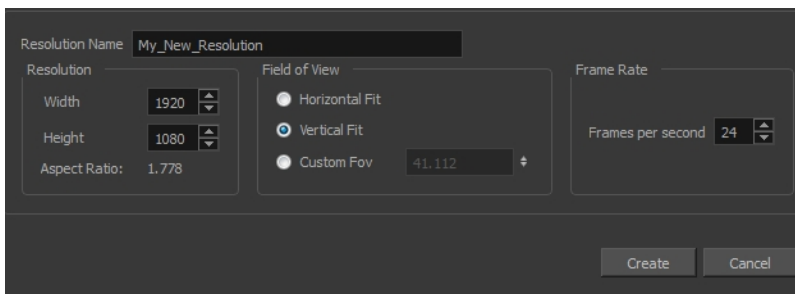 Resolution Name My_New_Resolution
Resolution
Width 1920
Height 1080
Aspect Ratio: 1.778
Field of View
Horizontal Fit
Vertical Fit
Custom Fov 41.112
Frame Rate
Frames per second 24
Create Cancel